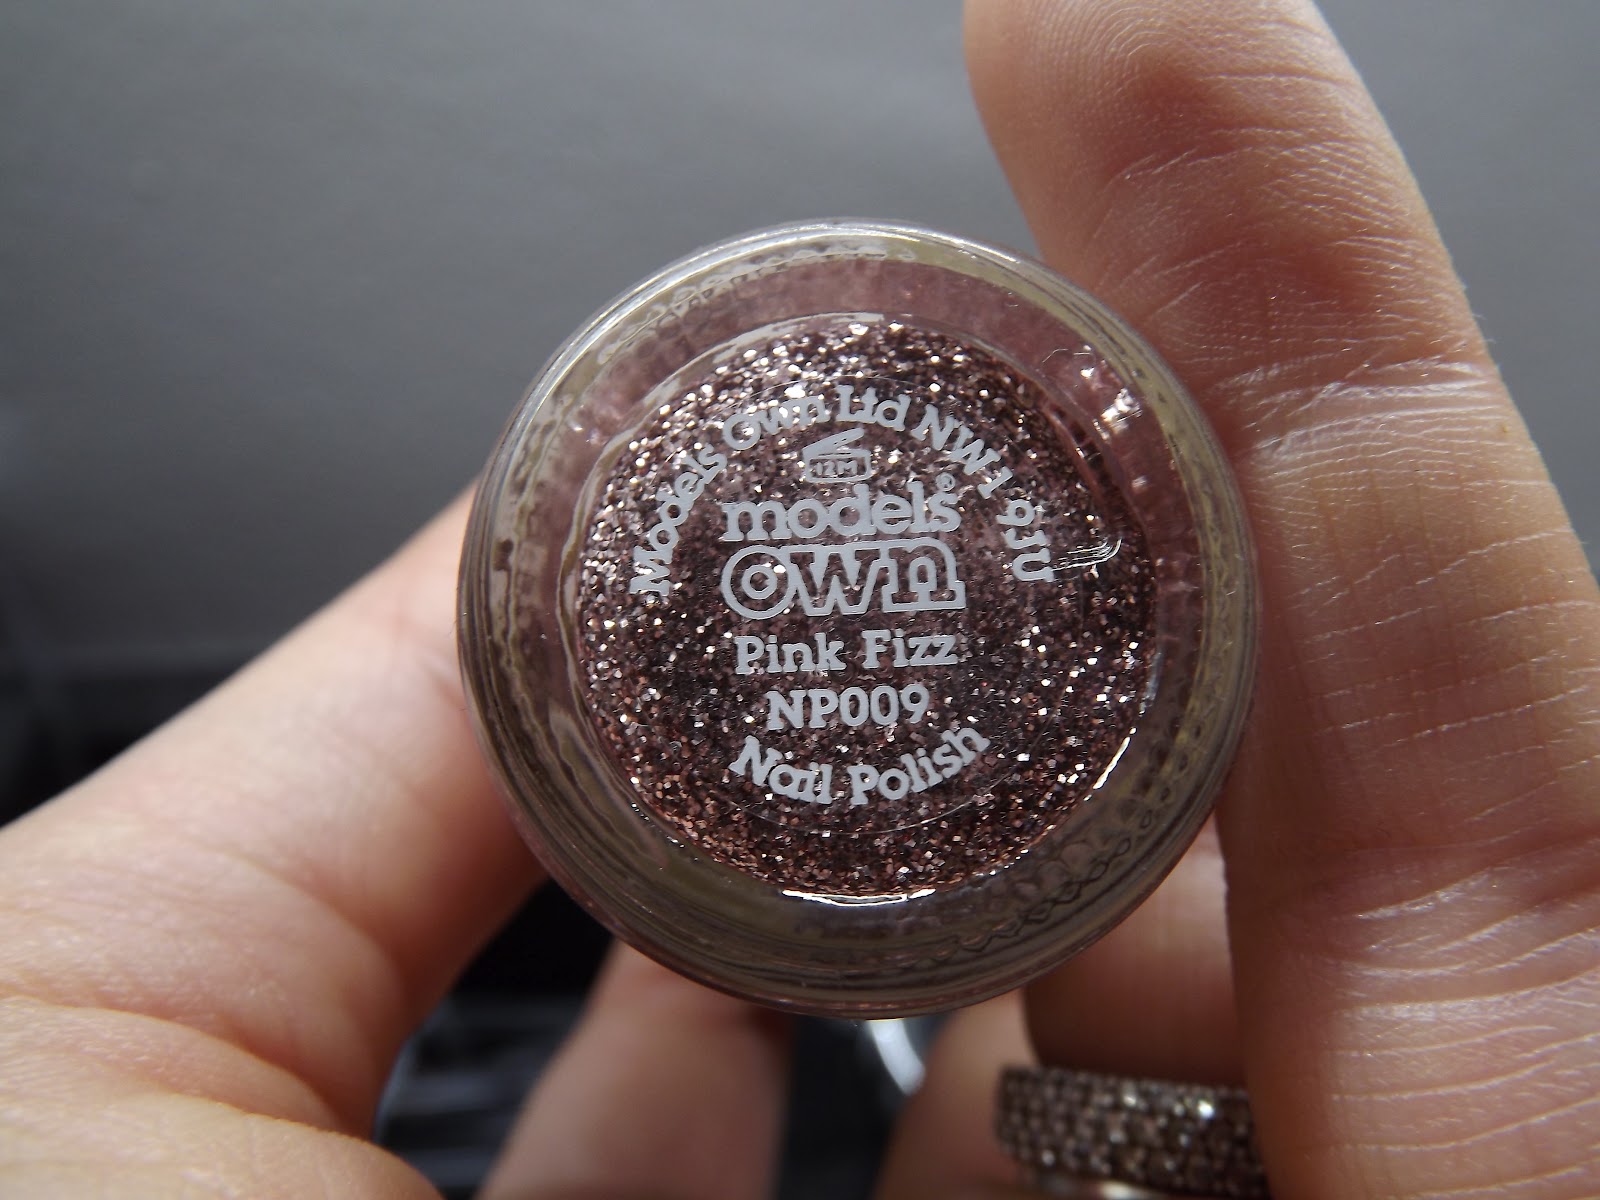 Models Own Ltd NW1 9JU
12M
models®
own
Pink Fizz
NP009
Nail Polish